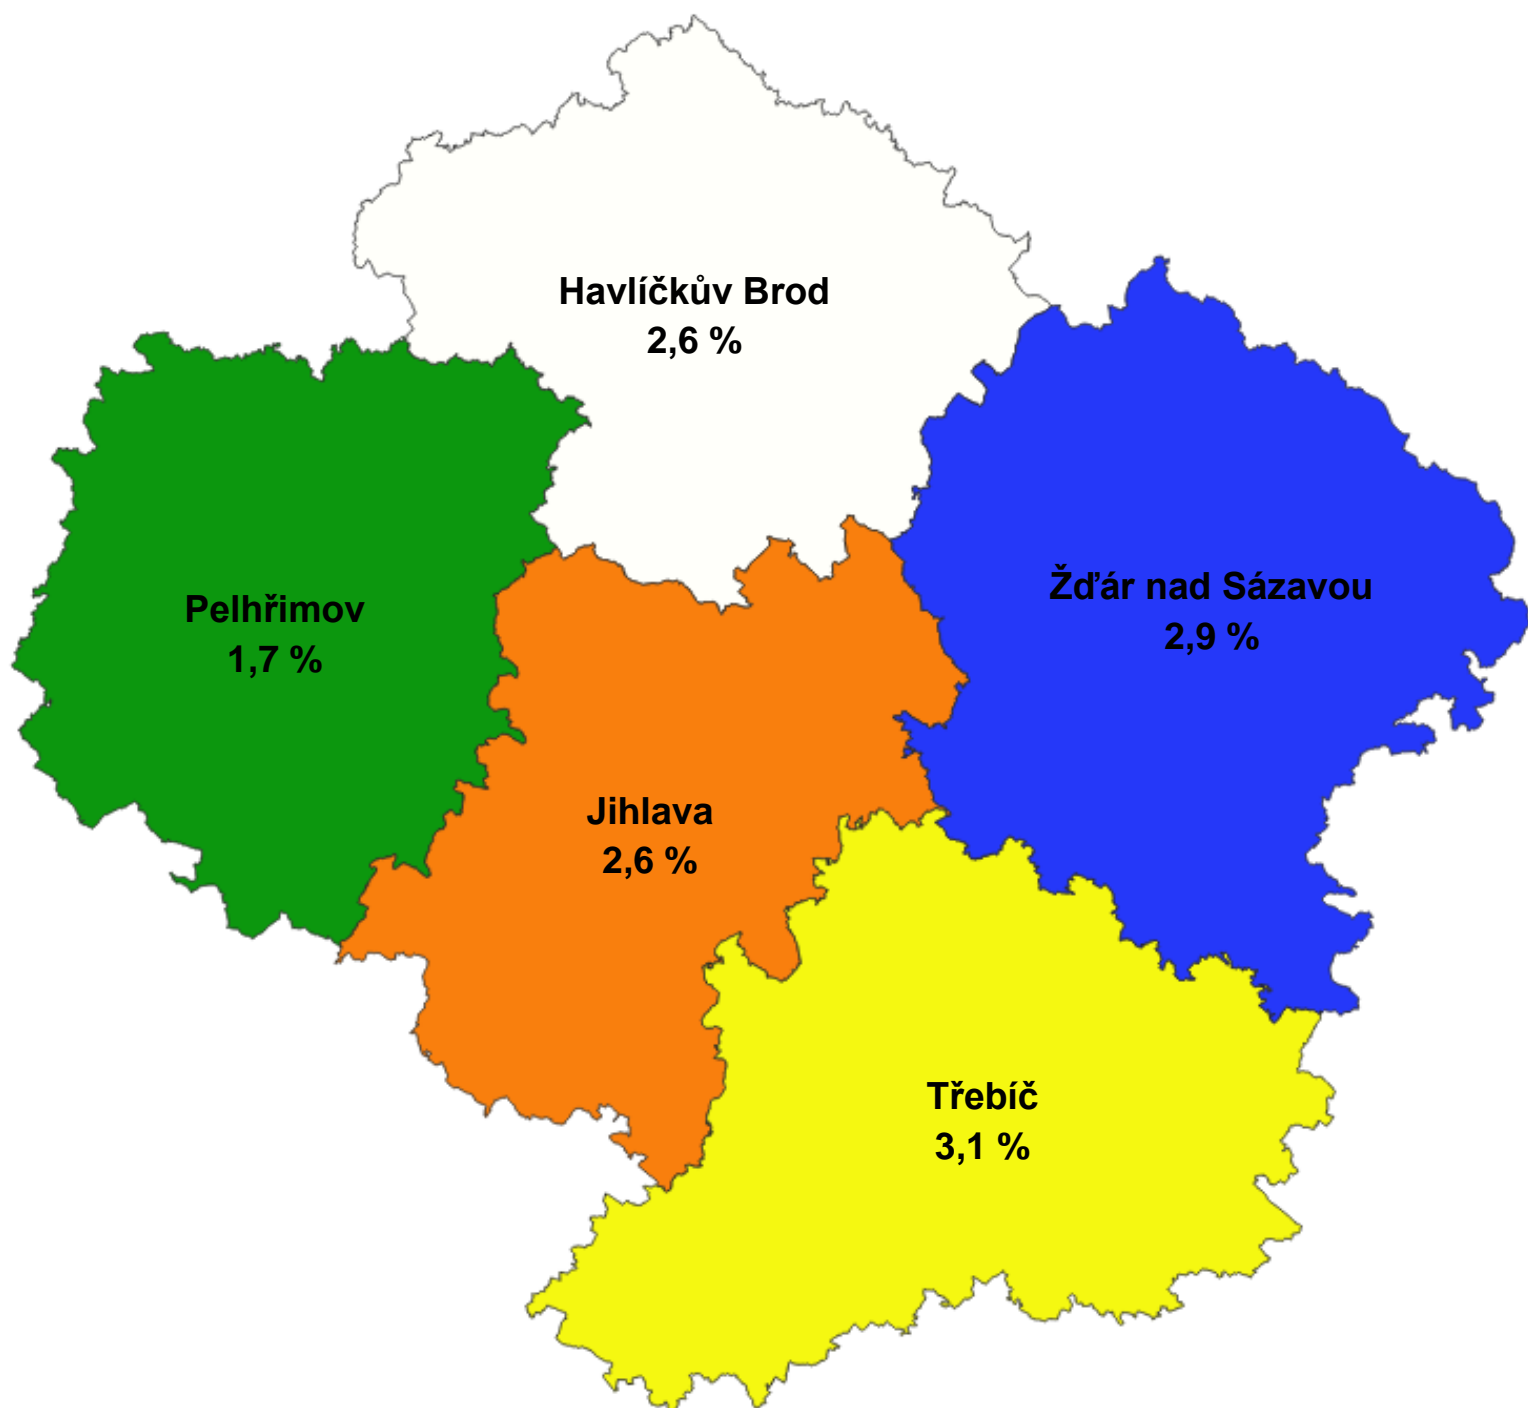 Havlíčkův Brod
2,6 %
Žďár nad Sázavou
2,9 %
Pelhřimov
1,7 %
Jihlava
2,6 %
Třebíč
3,1 %